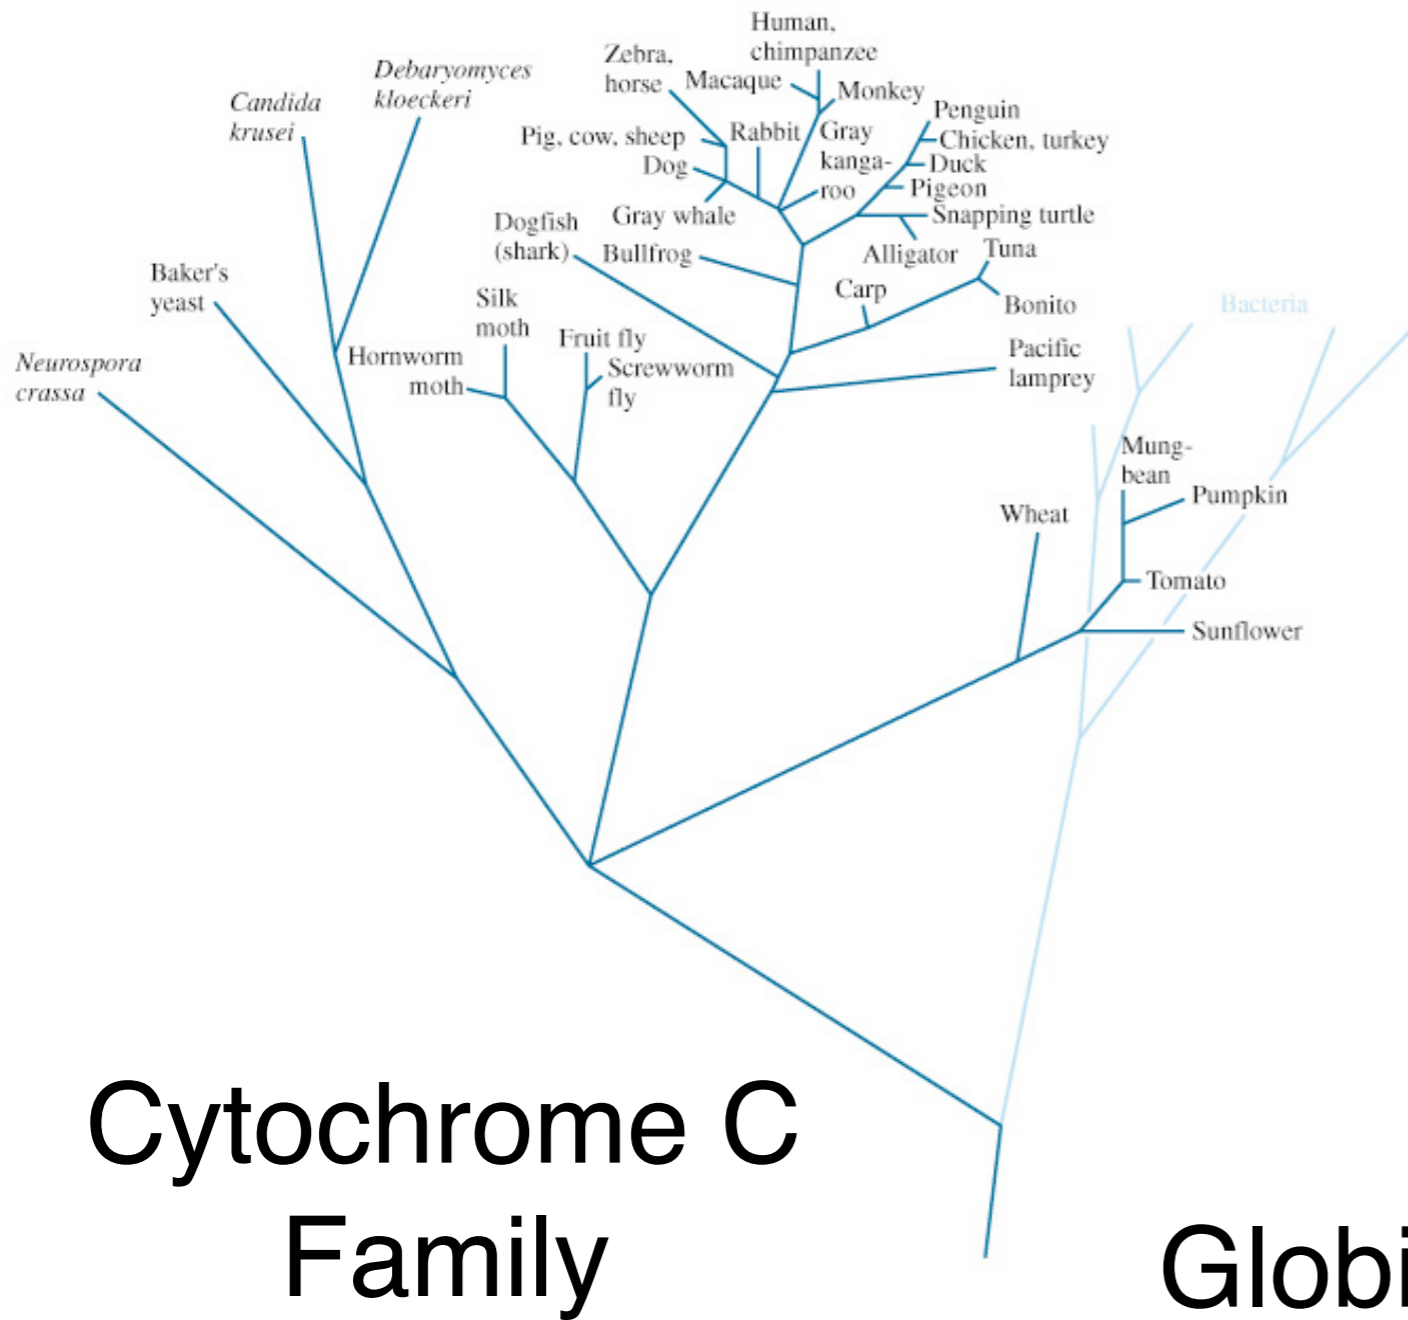 Human,
chimpanzee
Zebra,
horse
Macaque
Monkey
Debaryomyces
kloeckeri
Candida
krusei
Penguin
Pig, cow, sheep
Rabbit
Gray
kanga-
roo
Chicken, turkey
Dog
Duck
Pigeon
Gray whale
Snapping turtle
Dogfish
(shark)
Bullfrog
Alligator
Tuna
Baker's
yeast
Carp
Bonito
Bacteria
Silk
moth
Fruit fly
Hornworm
moth
Screwworm
fly
Pacific
lamprey
Neurospora
crassa
Mung-
bean
Pumpkin
Wheat
Tomato
Sunflower
Cytochrome C
Family
Globi